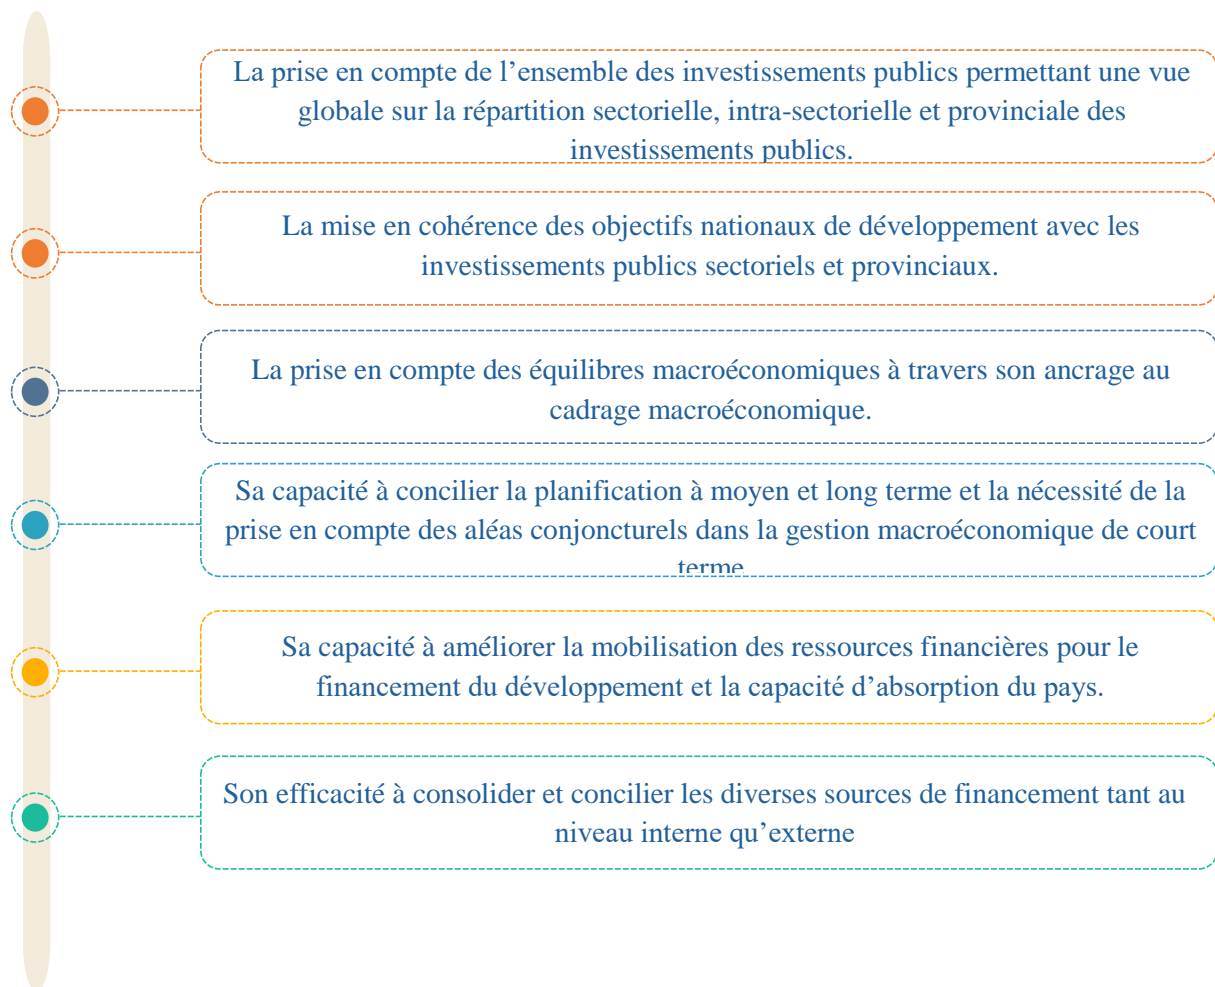 La prise en compte de l’ensemble des investissements publics permettant une vue
globale sur la répartition sectorielle, intra-sectorielle et provinciale des
investissements publics.
La mise en cohérence des objectifs nationaux de développement avec les
investissements publics sectoriels et provinciaux.
La prise en compte des équilibres macroéconomiques à travers son ancrage au
cadrage macroéconomique.
Sa capacité à concilier la planification à moyen et long terme et la nécessité de la
prise en compte des aléas conjoncturels dans la gestion macroéconomique de court
terme
Sa capacité à améliorer la mobilisation des ressources financières pour le
financement du développement et la capacité d’absorption du pays.
Son efficacité à consolider et concilier les diverses sources de financement tant au
niveau interne qu’externe